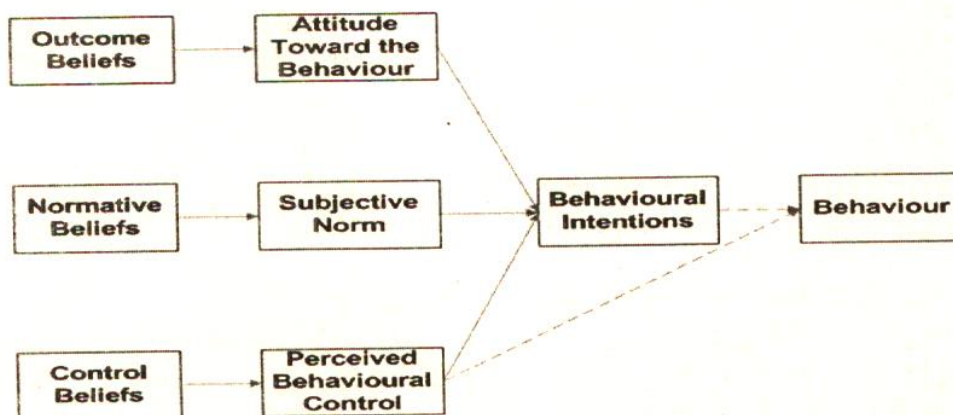 Outcome
Beliefs
Attitude
Toward the
Behaviour
Normative
Beliefs
Subjective
Norm
Behavioural
Intentions
Behaviour
Control
Beliefs
Perceived
Behavioural
Control